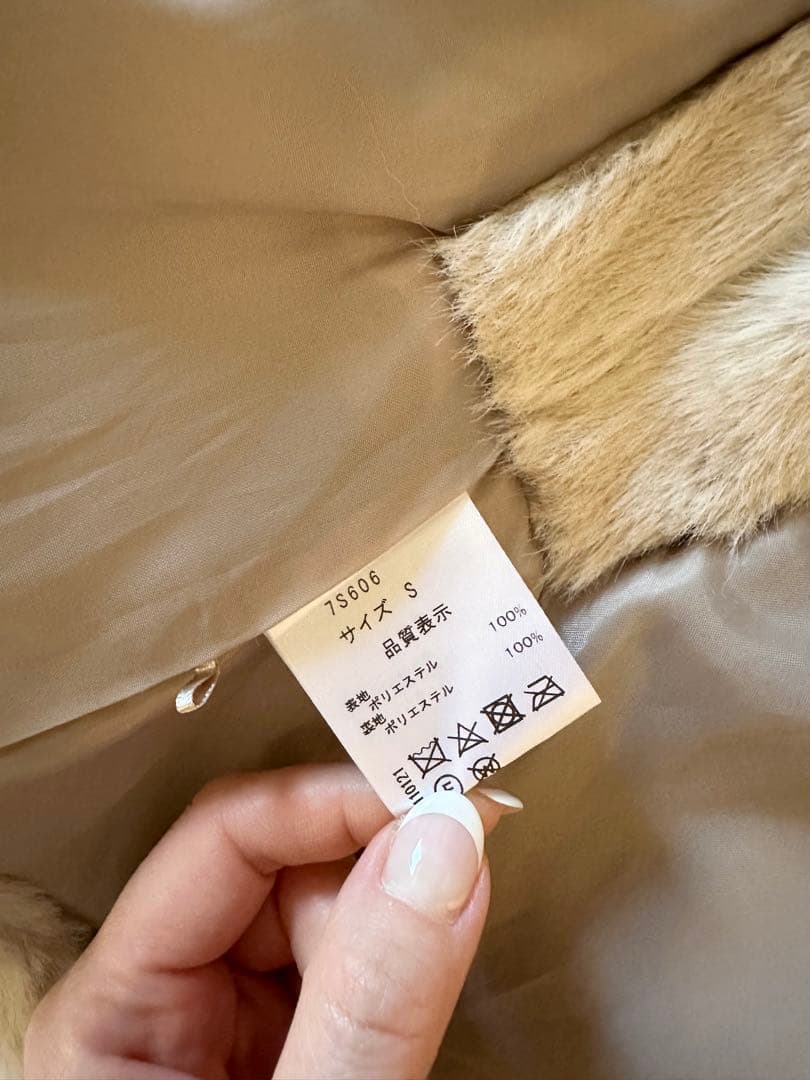 7S606
サイズ S
品質表示
表地
ポリエステル 100%
裏地
ポリエステル 100%
110121